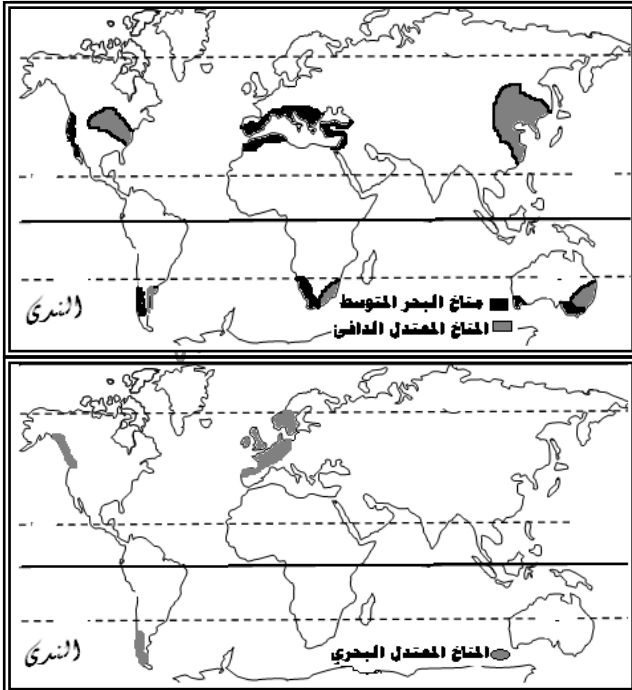 مناخ البحر المتوسط
المناخ المعتدل الدافئ
الندى
المناخ المعتدل البحري
الندى